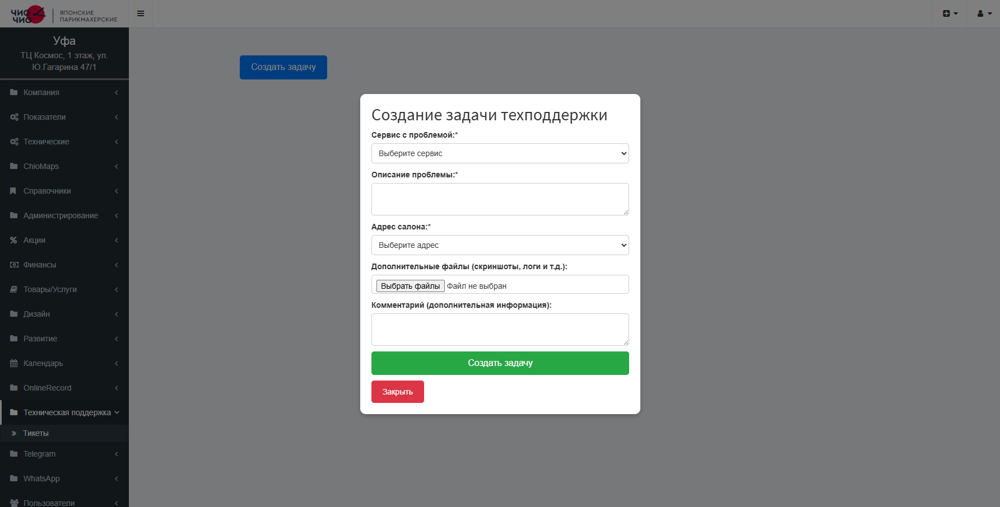 ЧИО
ЧИО
ЯПОНСКИЕ
ПАРИКМАХЕРСКИЕ
Уфа
ТЦ Космос, 1 этаж, ул.
Ю.Гагарина 47/1
Компания
Показатели
Технические
ChioMaps
Справочники
Администрирование
Акции
Финансы
Товары/Услуги
Дизайн
Развитие
Календарь
OnlineRecord
Техническая поддержка
Тикеты
Telegram
WhatsApp
Пользователи
Создать задачу
Создание задачи техподдержки
Сервис с проблемой:*
Выберите сервис
Описание проблемы:*
Адрес салона:*
Выберите адрес
Дополнительные файлы (скриншоты, логи и т.д.):
Выбрать файлы Файл не выбран
Комментарий (дополнительная информация):
Создать задачу
Закрыть